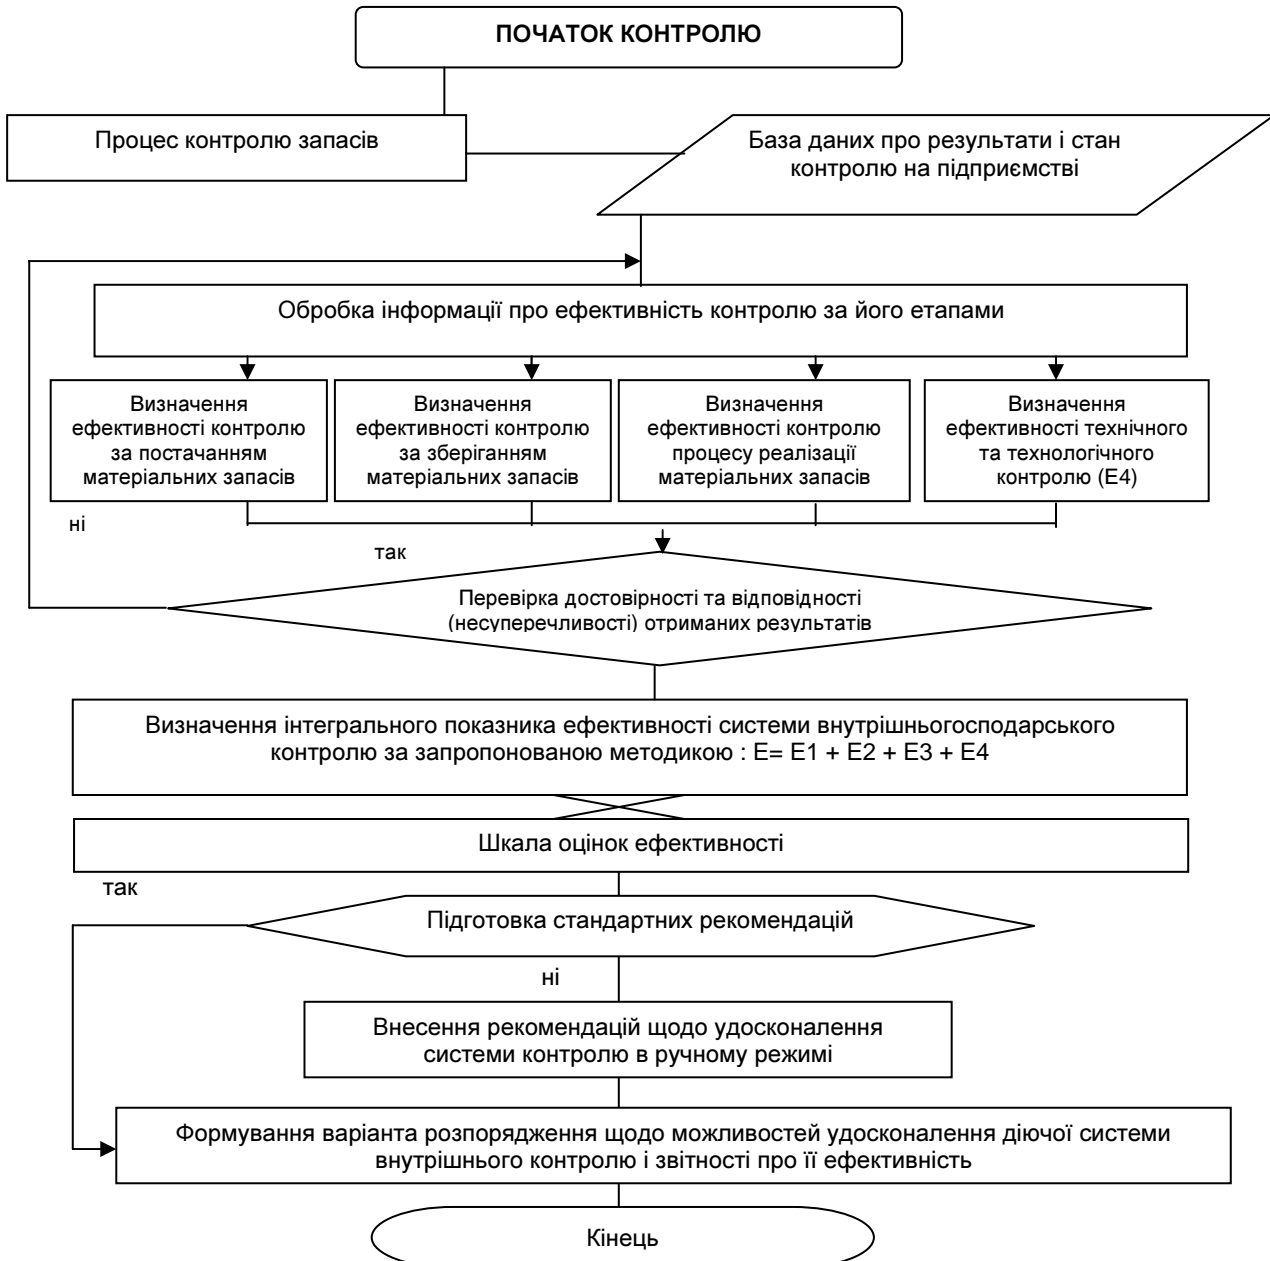 ПОЧАТОК КОНТРОЛЮ
Процес контролю запасів
База даних про результати і стан
контролю на підприємстві
Обробка інформації про ефективність контролю за його етапами
Визначення
ефективності контролю
за постачанням
матеріальних запасів
Визначення
ефективності контролю
за зберіганням
матеріальних запасів
Визначення
ефективності контролю
процесу реалізації
матеріальних запасів
Визначення
ефективності технічного
та технологічного
контролю (Е4)
ні
так
Перевірка достовірності та відповідності
(несуперечливості) отриманих результатів
Визначення інтегрального показника ефективності системи внутрішньогосподарського
контролю за запропонованою методикою : Е= Е1 + Е2 + Е3 + Е4
Шкала оцінок ефективності
так
Підготовка стандартних рекомендацій
ні
Внесення рекомендацій щодо удосконалення
системи контролю в ручному режимі
Формування варіанта розпорядження щодо можливостей удосконалення діючої системи
внутрішнього контролю і звітності про її ефективність
Кінець